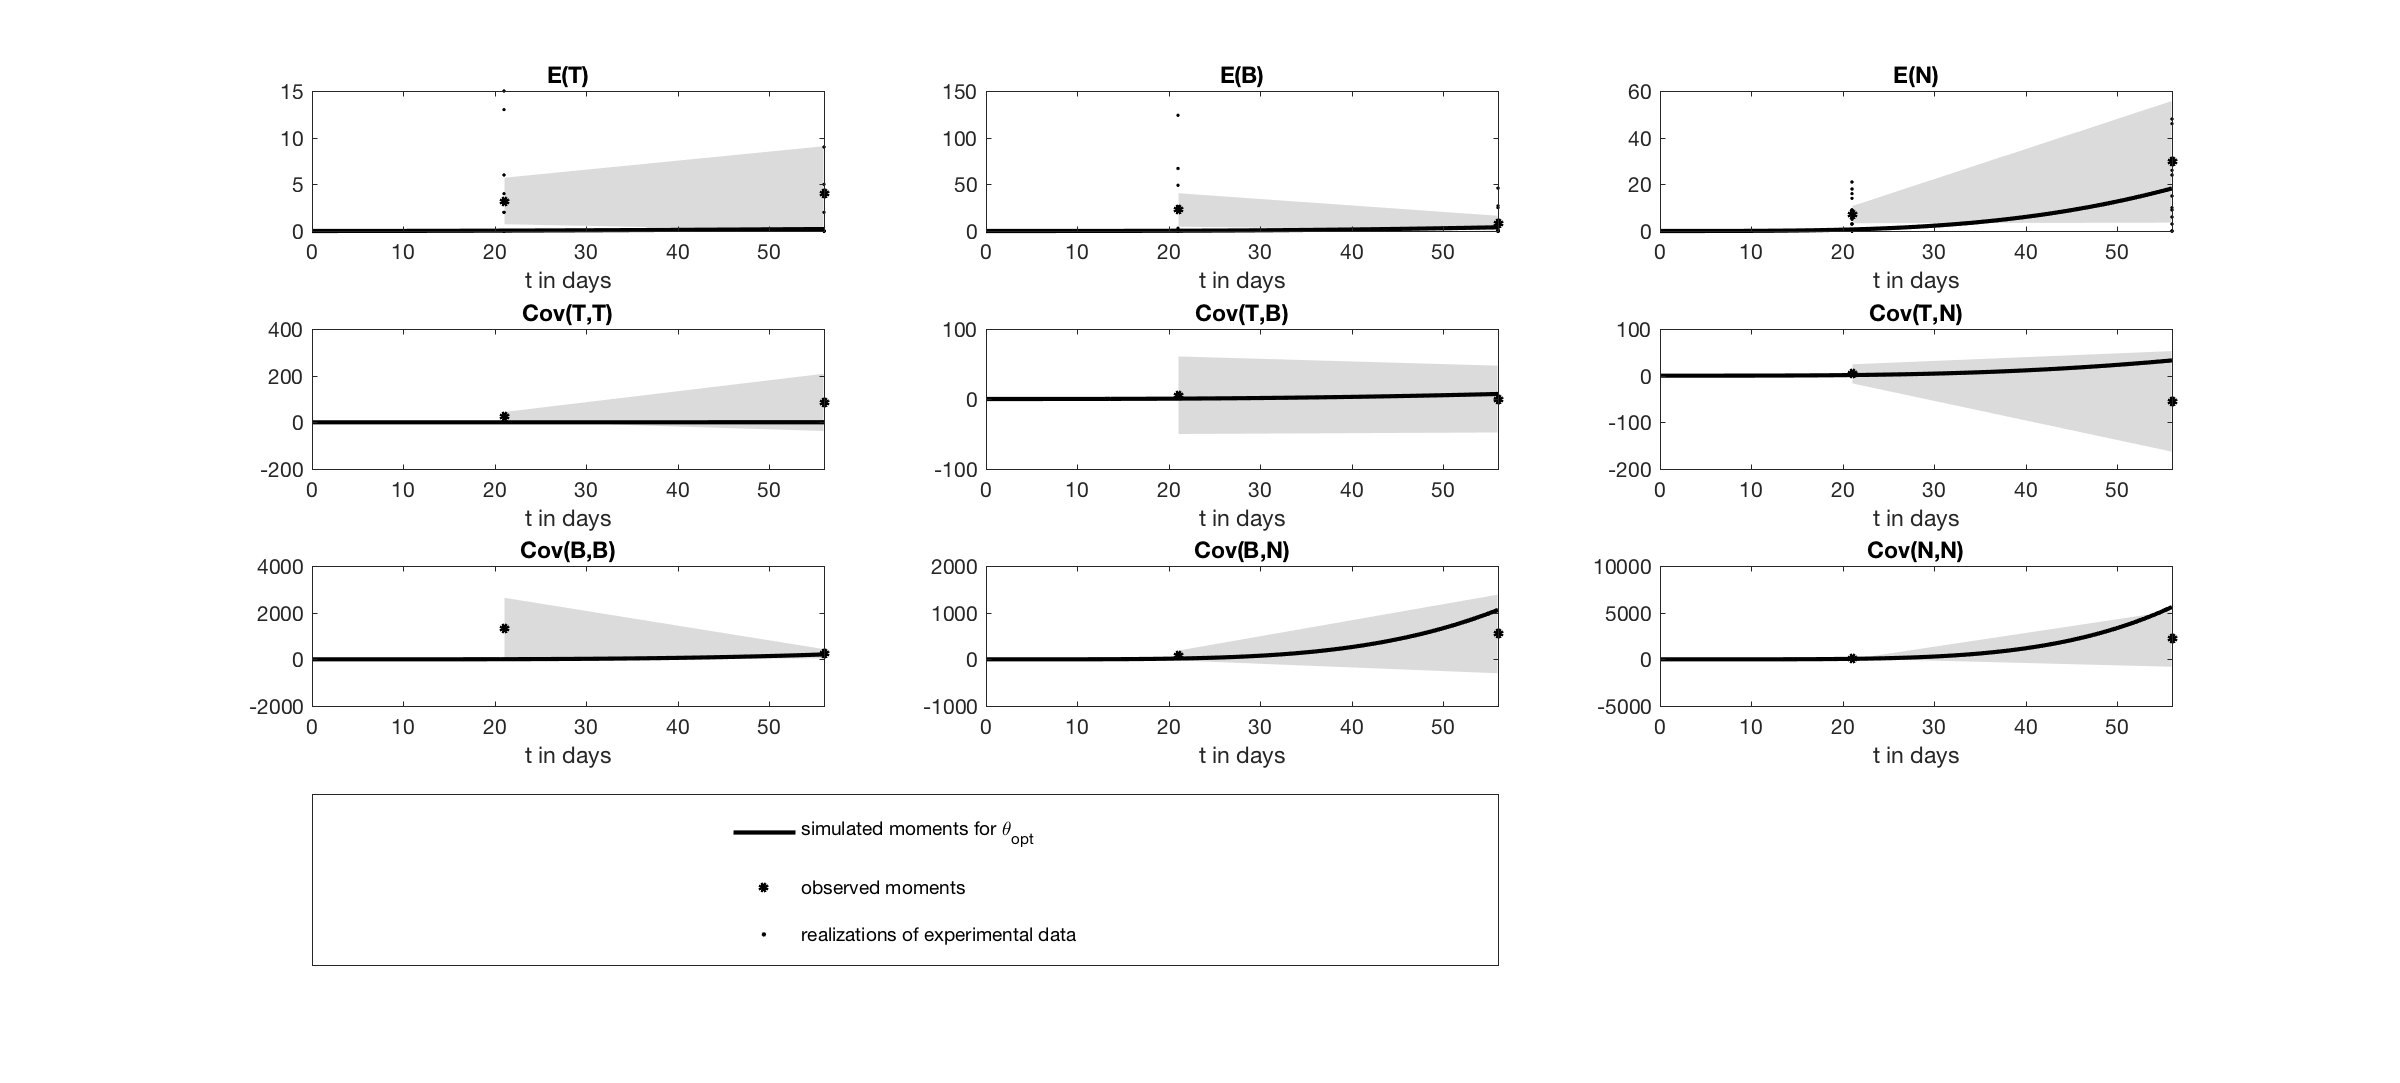 E(T) E(B) E(N)
15 150 60
10 100 40
5 50 20
0 0 0
0 10 20 30 40 50 0 10 20 30 40 50 0 10 20 30 40 50
t in days t in days t in days
Cov(T,T) Cov(T,B) Cov(T,N)
400 100 100
200 0
0 0 -100
-200 -100 -200
0 10 20 30 40 50 0 10 20 30 40 50 0 10 20 30 40 50
t in days t in days t in days
Cov(B,B) Cov(B,N) Cov(N,N)
4000 2000 10000
2000 1000 5000
0 0 0
-2000 -1000 -5000
0 10 20 30 40 50 0 10 20 30 40 50 0 10 20 30 40 50
t in days t in days t in days
simulated moments for θopt
observed moments
realizations of experimental data